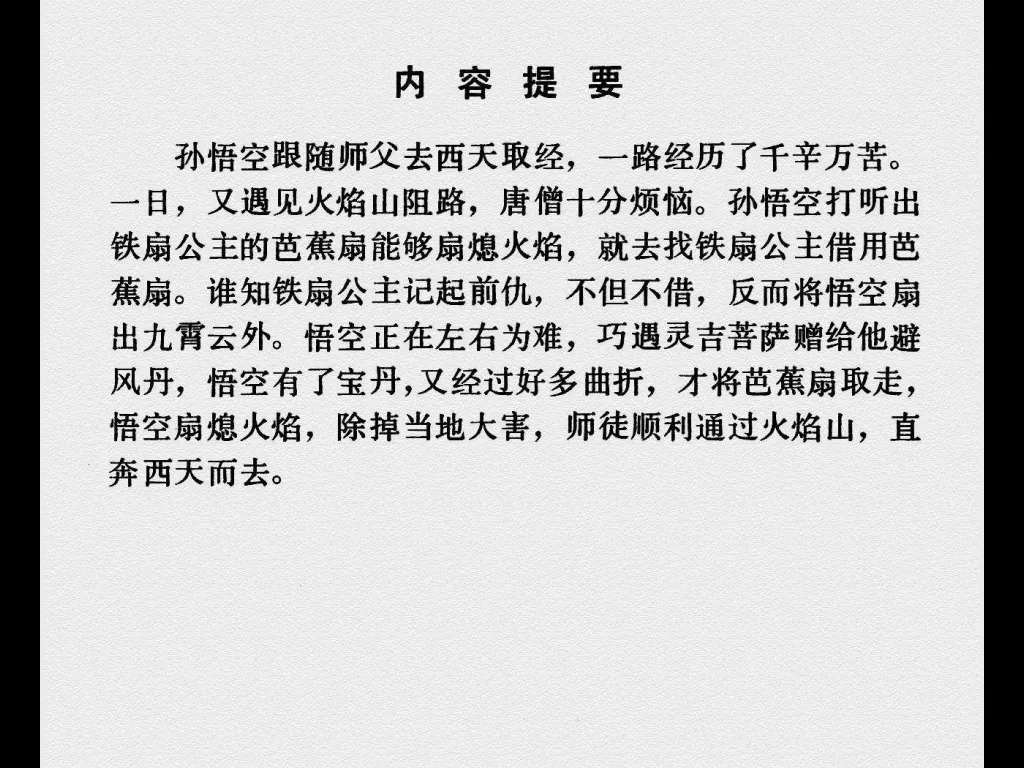 内容提要
孙悟空跟随师父去西天取经，一路经历了千辛万苦。
一日，又遇见火焰山阻路，唐僧十分烦恼。孙悟空打听出
铁扇公主的芭蕉扇能够扇熄火焰，就去找铁扇公主借用芭
蕉扇。谁知铁扇公主记起前仇，不但不借，反而将悟空扇
出九霄云外。悟空正在左右为难，巧遇灵吉菩萨赠给他避
风丹，悟空有了宝丹，又经过好多曲折，才将芭蕉扇取走，
悟空扇熄火焰，除掉当地大害，师徒顺利通过火焰山，直
奔西天而去。